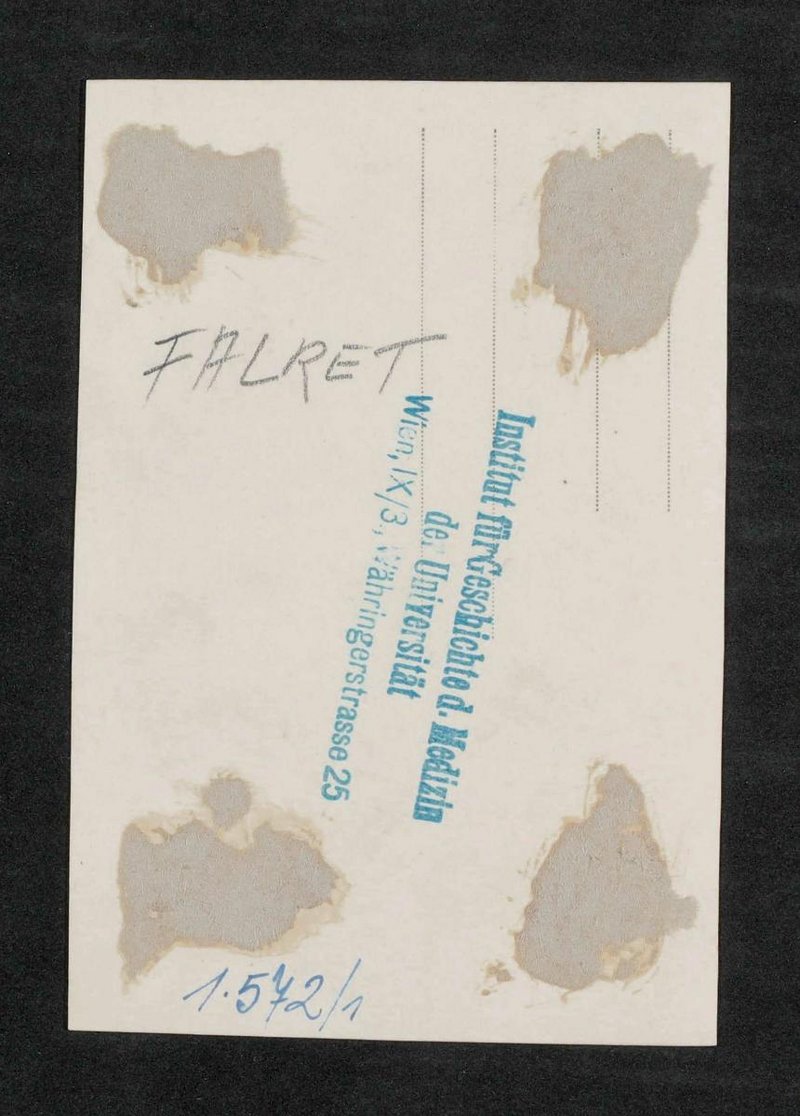 FALRET
Institut für Geschichte d. Medizin
der Universität
Wien, IX/3, Währingerstrasse 25
1.572/1